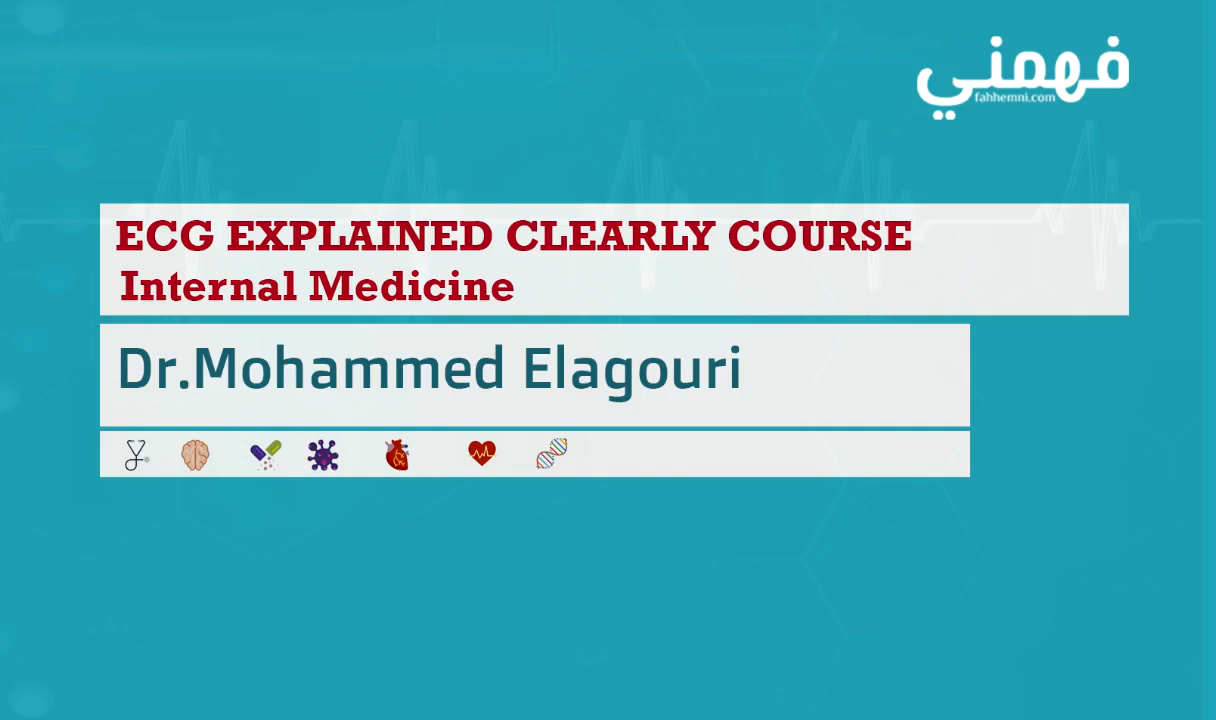 فهمني
fahhemni.com
ECG EXPLAINED CLEARLY COURSE
Internal Medicine
Dr.Mohammed Elagouri